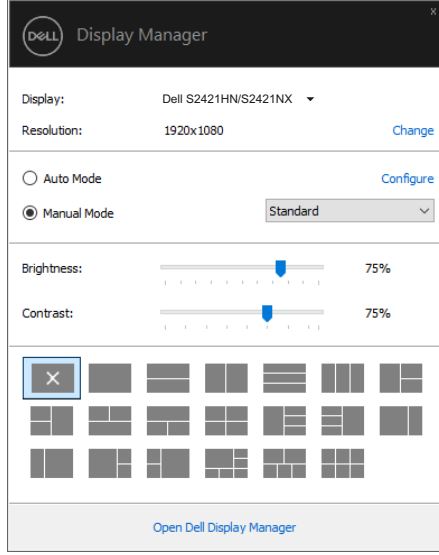 DELL Display Manager
Display: Dell S2421HN/S2421NX
Resolution: 1920x1080 Change
Auto Mode Configure
Manual Mode Standard
Brightness: 75%
Contrast: 75%
Open Dell Display Manager